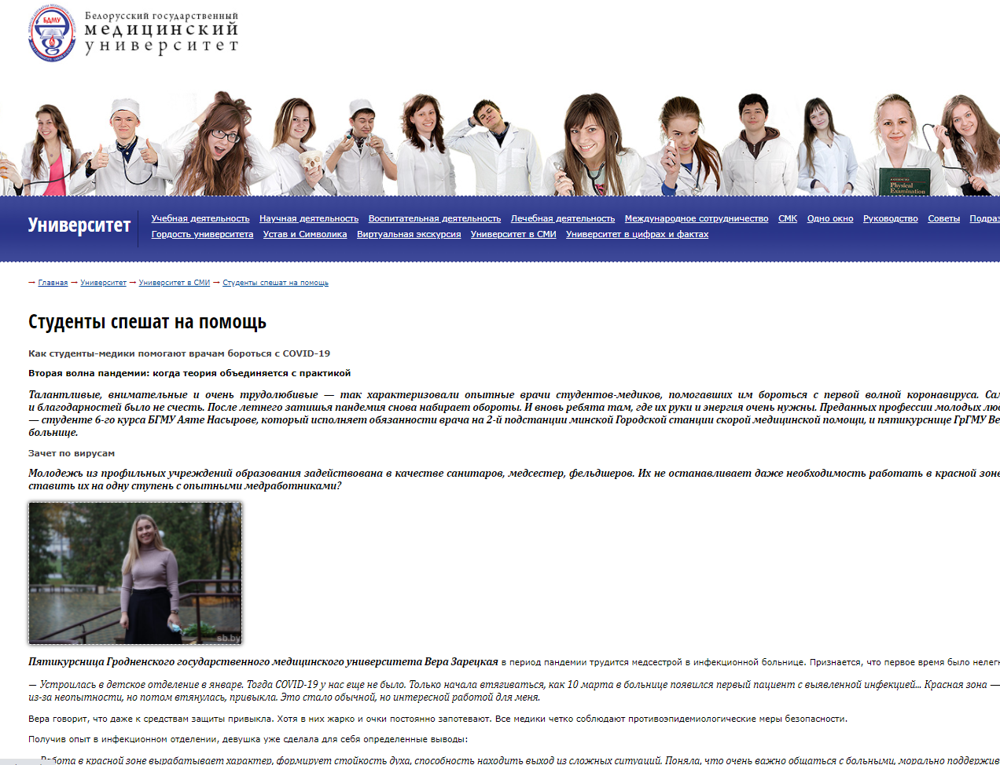 БДМУ
Белорусский государственный
медицинский
университет
Physical
Examination
Университет
Учебная деятельность Научная деятельность Воспитательная деятельность Лечебная деятельность Международное сотрудничество СМК Одно окно Руководство Советы Подраз
Гордость университета Устав и Символика Виртуальная экскурсия Университет в СМИ Университет в цифрах и фактах
→ Главная → Университет → Университет в СМИ → Студенты спешат на помощь
Студенты спешат на помощь
Как студенты-медики помогают врачам бороться с COVID-19
Вторая волна пандемии: когда теория объединяется с практикой
Талантливые, внимательные и очень трудолюбивые — так характеризовали опытные врачи студентов-медиков, помогавших им бороться с первой волной коронавируса. Сам
и благодарностей было не счесть. После летнего затишья пандемия снова набирает обороты. И вновь ребята там, где их руки и энергия очень нужны. Преданных профессии молодых лю
— студенте 6-го курса БГМУ Аяте Насырове, который исполняет обязанности врача на 2-й подстанции минской Городской станции скорой медицинской помощи, и пятикурснице ГрГМУ Ве
больнице.
Зачет по вирусам
Молодежь из профильных учреждений образования задействована в качестве санитаров, медсестер, фельдшеров. Их не останавливает даже необходимость работать в красной зоне
ставить их на одну ступень с опытными медработниками?
sb.by
Пятикурсница Гродненского государственного медицинского университета Вера Зарецкая в период пандемии трудится медсестрой в инфекционной больнице. Признается, что первое время было нелегк
— Устроилась в детское отделение в январе. Тогда COVID-19 у нас еще не было. Только начала втягиваться, как 10 марта в больнице появился первый пациент с выявленной инфекцией... Красная зона —
из-за неопытности, но потом втянулась, привыкла. Это стало обычной, но интересной работой для меня.
Вера говорит, что даже к средствам защиты привыкла. Хотя в них жарко и очки постоянно запотевают. Все медики четко соблюдают противоэпидемиологические меры безопасности.
Получив опыт в инфекционном отделении, девушка уже сделала для себя определенные выводы:
— Работа в красной зоне вырабатывает характер, формирует стойкость духа, способность находить выход из сложных ситуаций. Поняла, что очень важно общаться с больными, морально поддержив